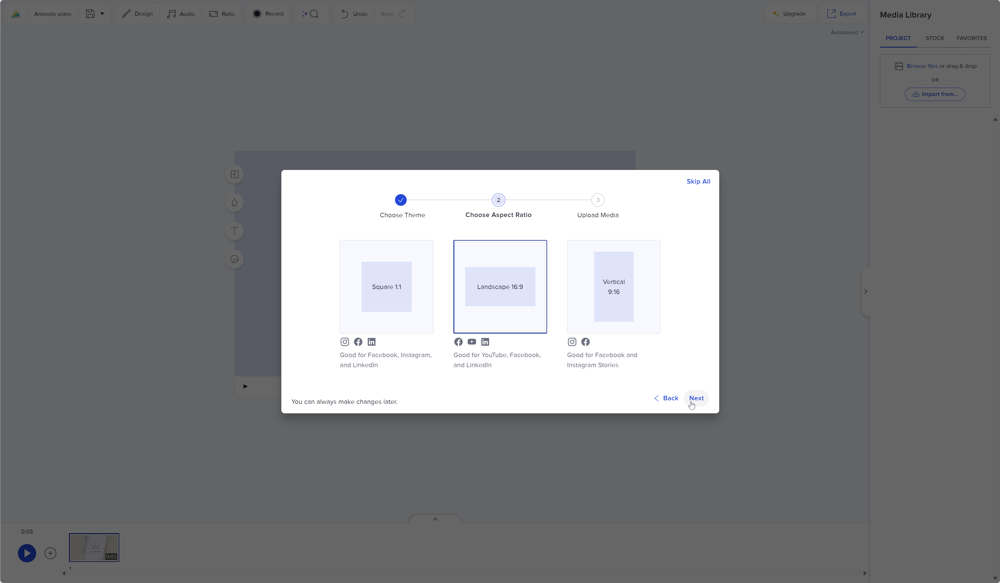 Animoto video
Design
Audio
Ratio
Record
Undo
Redo
Upgrade
Export
Autosaved
Media Library
PROJECT
STOCK
FAVORITES
Browse files or drag & drop
OR
Import from...
Skip All
2
3
Choose Theme
Choose Aspect Ratio
Upload Media
Square 1:1
Landscape 16:9
Vertical
9:16
Good for Facebook, Instagram,
and LinkedIn
Good for YouTube, Facebook,
and LinkedIn
Good for Facebook and
Instagram Stories
You can always make changes later.
Back
Next
0:03
0:03
1